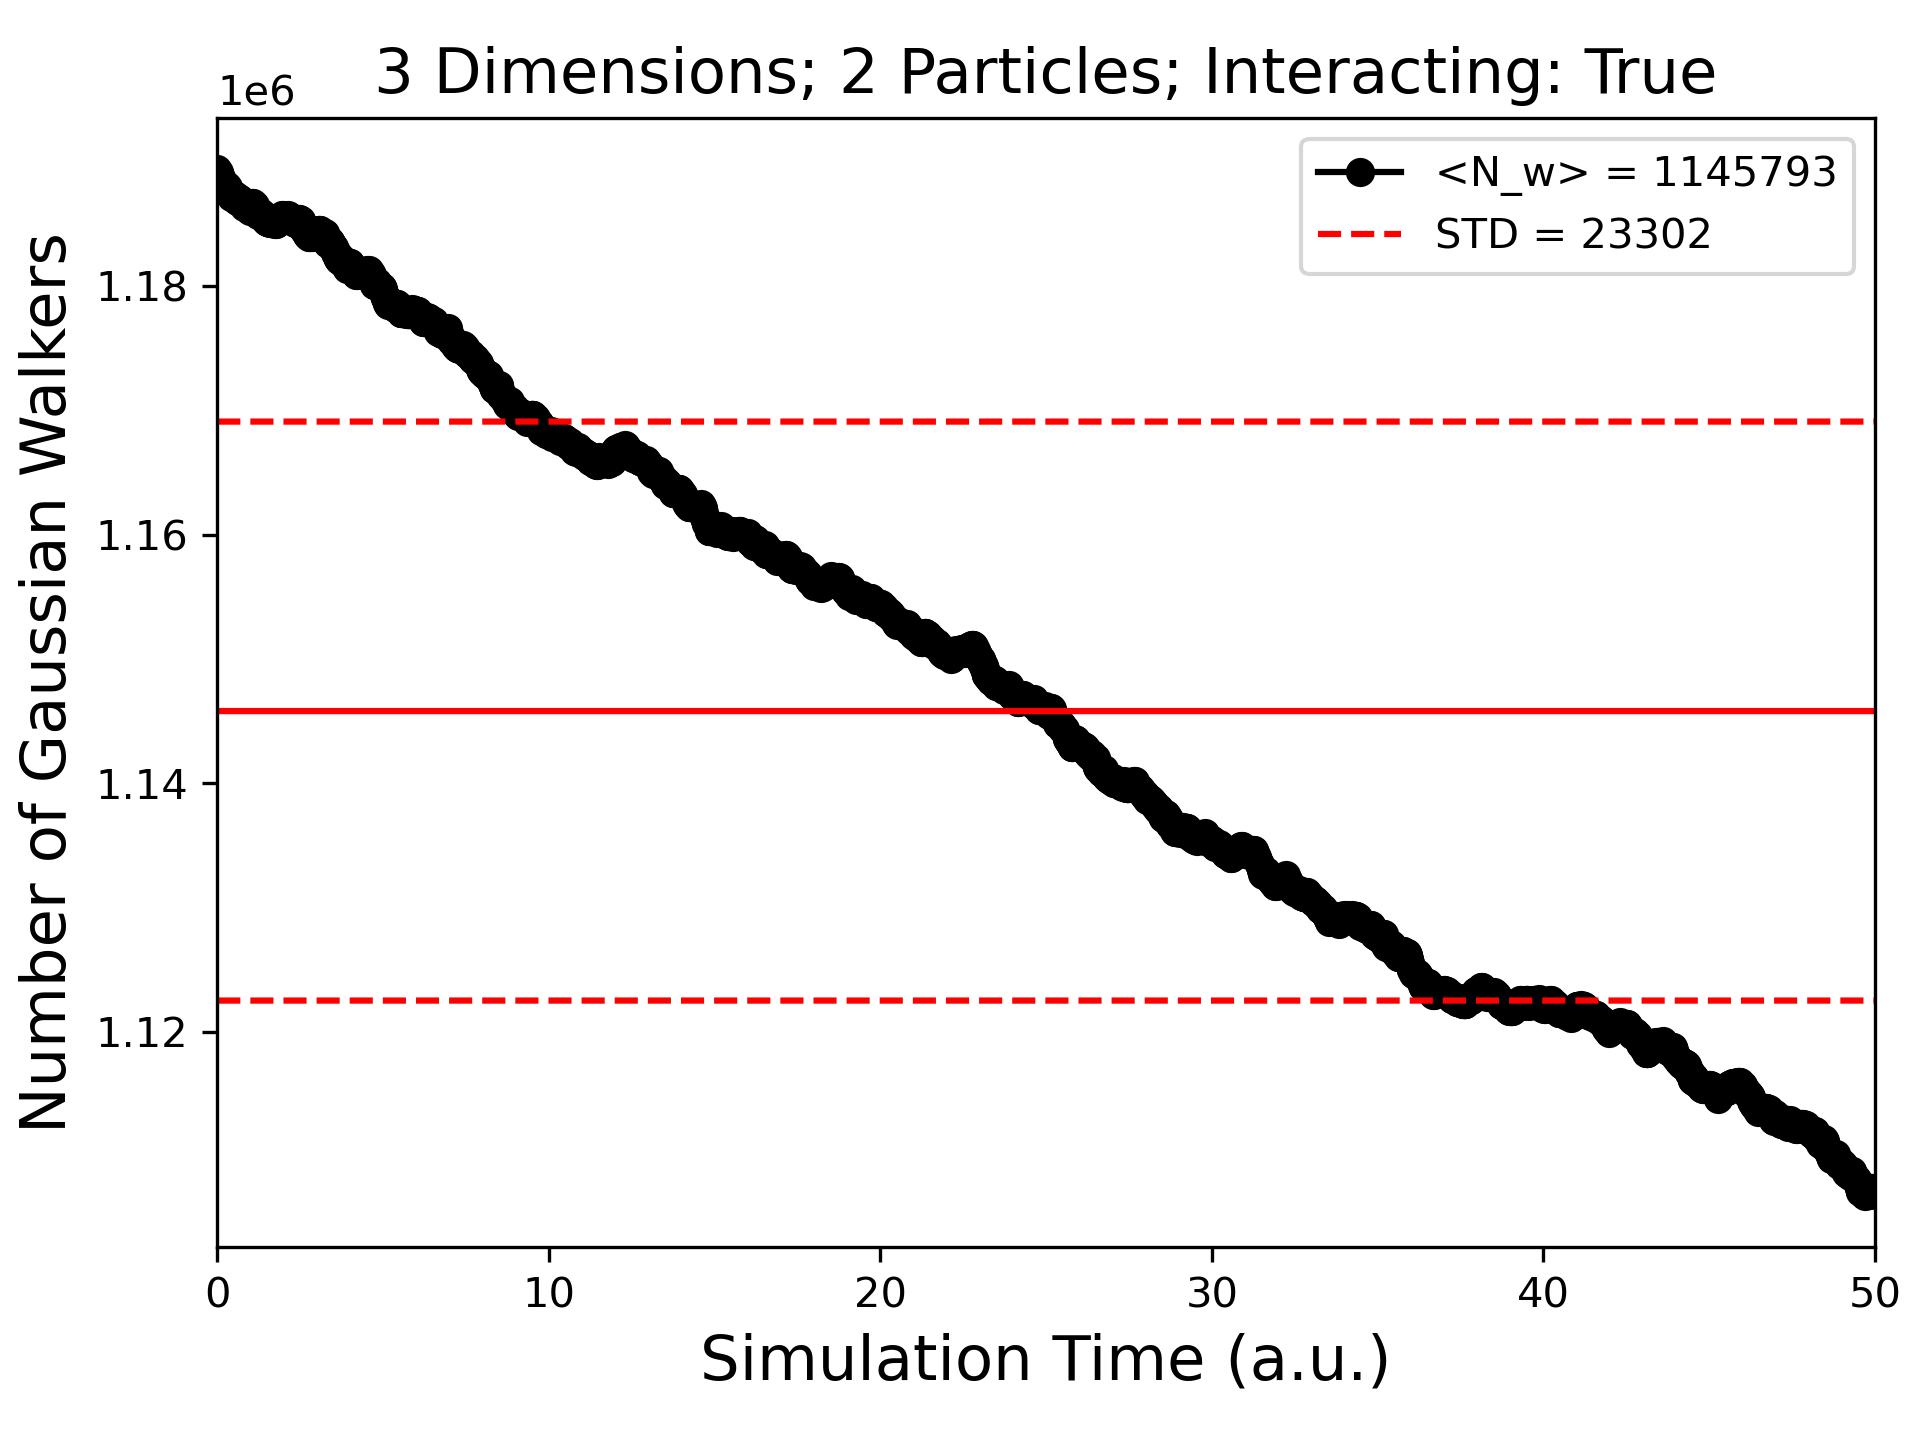 3 Dimensions; 2 Particles; Interacting: True
1e6
<N_w> = 1145793
STD = 23302
Number of Gaussian Walkers
1.18
1.16
1.14
1.12
0 10 20 30 40 50
Simulation Time (a.u.)